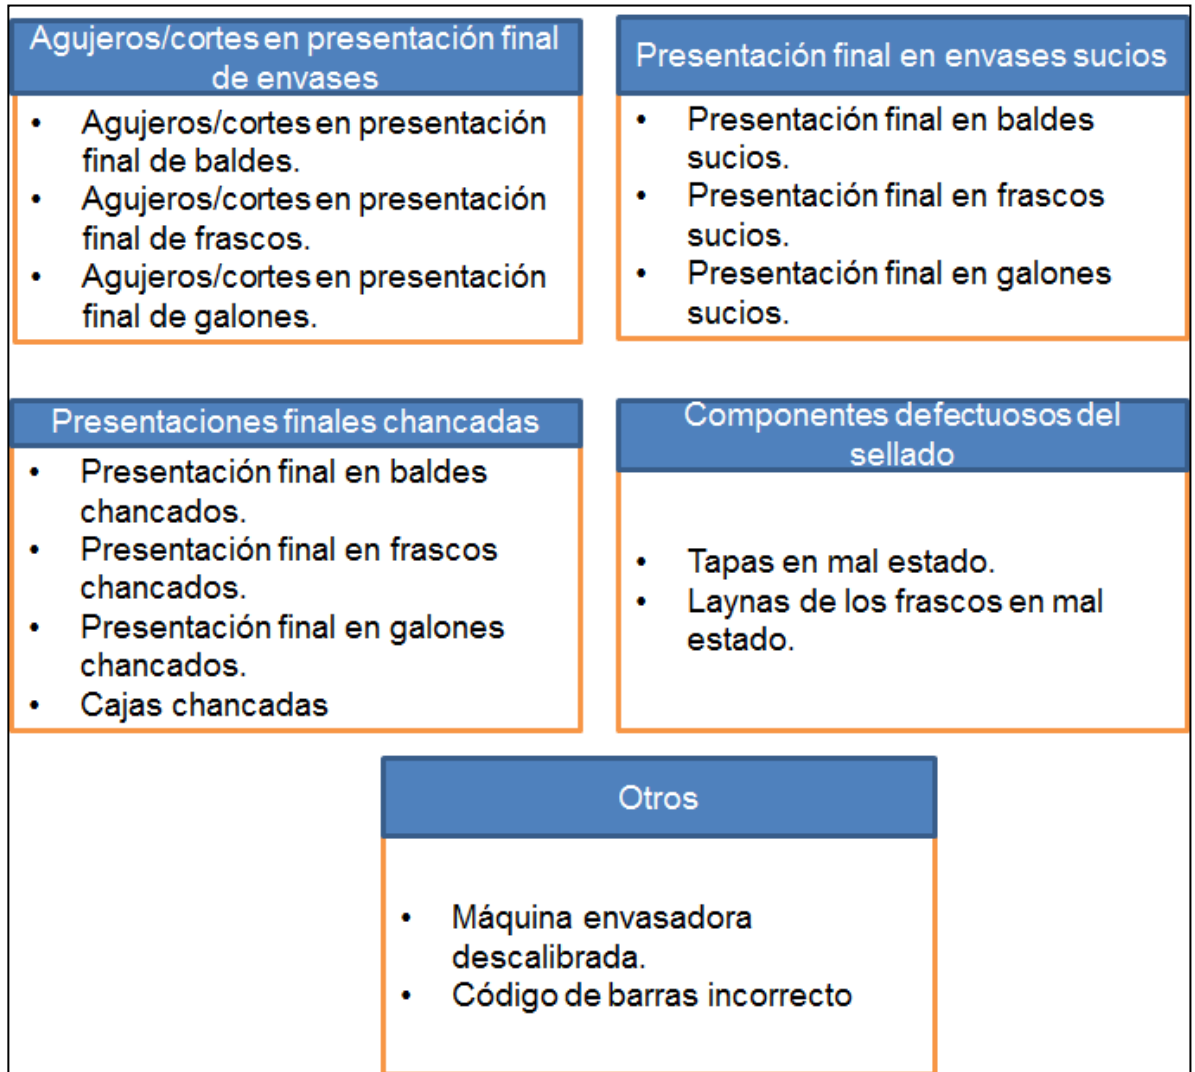 Agujeros/cortes en presentación final
de envases
• Agujeros/cortes en presentación
final de baldes.
• Agujeros/cortes en presentación
final de frascos.
• Agujeros/cortes en presentación
final de galones.
Presentación final en envases sucios
• Presentación final en baldes
sucios.
• Presentación final en frascos
sucios.
• Presentación final en galones
sucios.
Presentaciones finales chancadas
• Presentación final en baldes
chancados.
• Presentación final en frascos
chancados.
• Presentación final en galones
chancados.
• Cajas chancadas
Componentes defectuosos del
sellado
• Tapas en mal estado.
• Laynas de los frascos en mal
estado.
Otros
• Máquina envasadora
descalibrada.
• Código de barras incorrecto